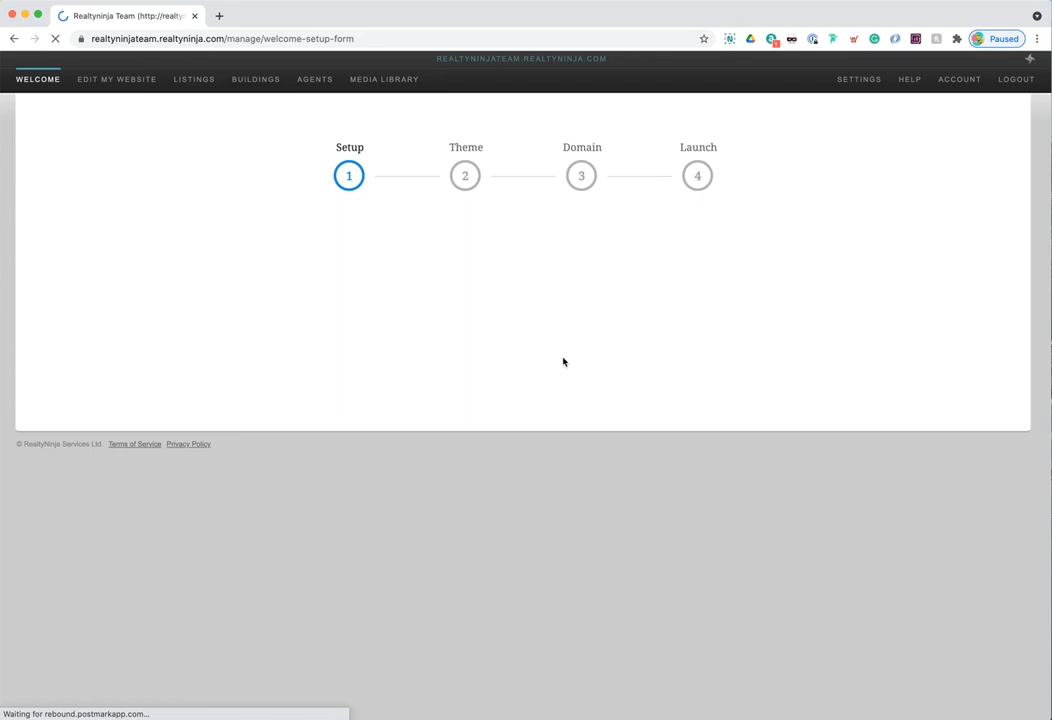 Realtyninja Team (http://realty
realtyninjateam.realtyninja.com/manage/welcome-setup-form
Paused
REALTYNINJATEAM.REALTYNINJA.COM
WELCOME EDIT MY WEBSITE LISTINGS BUILDINGS AGENTS MEDIA LIBRARY SETTINGS HELP ACCOUNT LOGOUT
Setup Theme Domain Launch
1 2 3 4
© RealtyNinja Services Ltd. Terms of Service Privacy Policy
Waiting for rebound.postmarkapp.com...